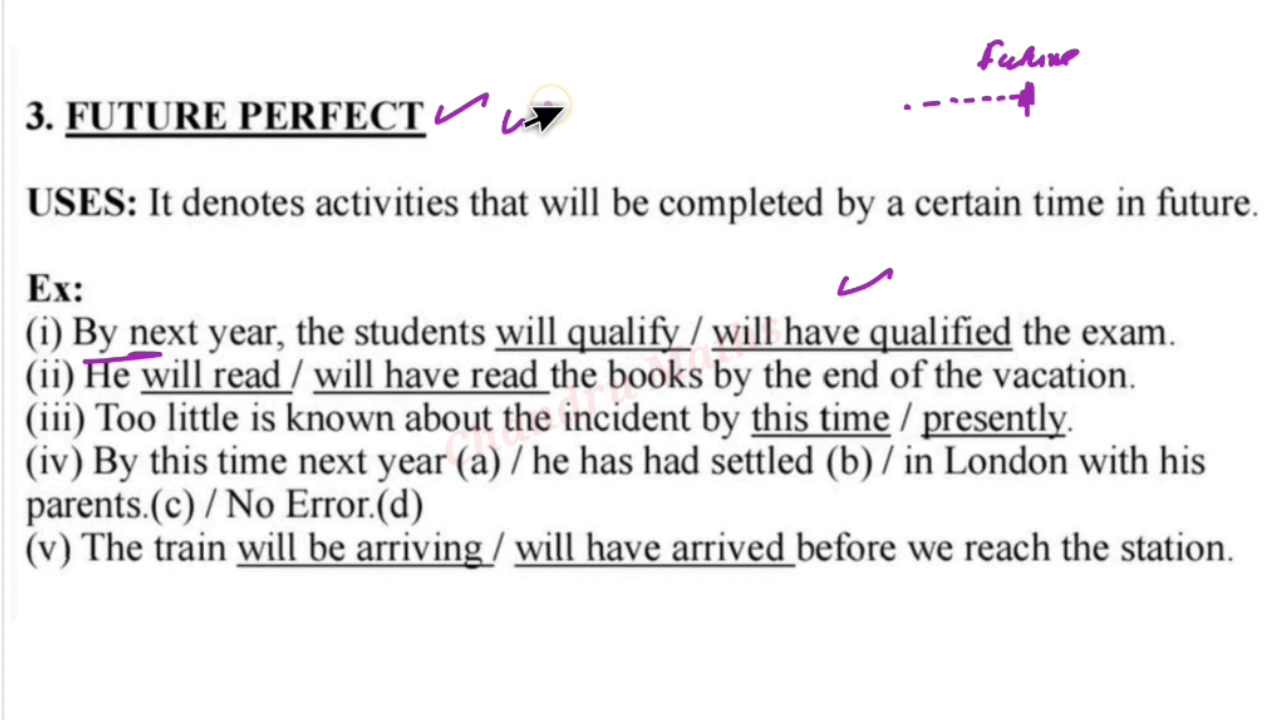 future
3. FUTURE PERFECT
USES: It denotes activities that will be completed by a certain time in future.
Ex:
(i) By next year, the students will qualify / will have qualified the exam.
(ii) He will read / will have read the books by the end of the vacation.
(iii) Too little is known about the incident by this time / presently.
(iv) By this time next year (a) / he has had settled (b) / in London with his
parents.(c) / No Error.(d)
(v) The train will be arriving / will have arrived before we reach the station.
Chandru Maths